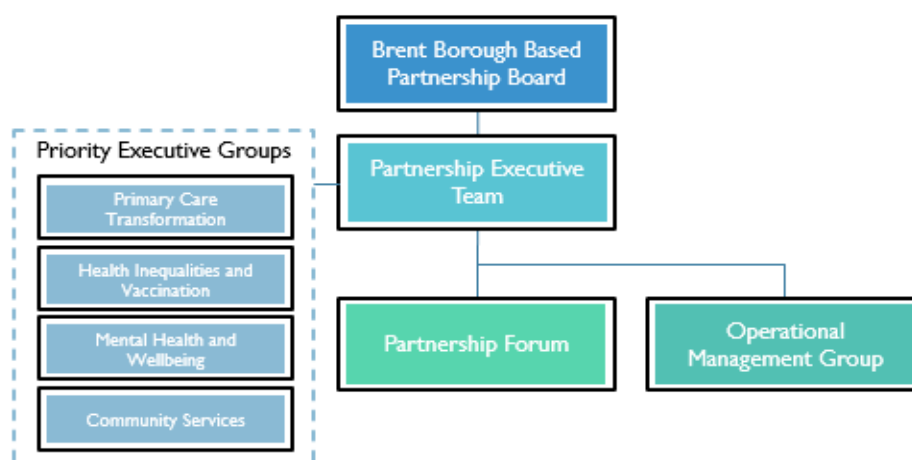 Brent Borough Based
Partnership Board
Priority Executive Groups
Primary Care
Transformation
Health Inequalities and
Vaccination
Mental Health and
Wellbeing
Community Services
Partnership Executive
Team
Partnership Forum
Operational
Management Group